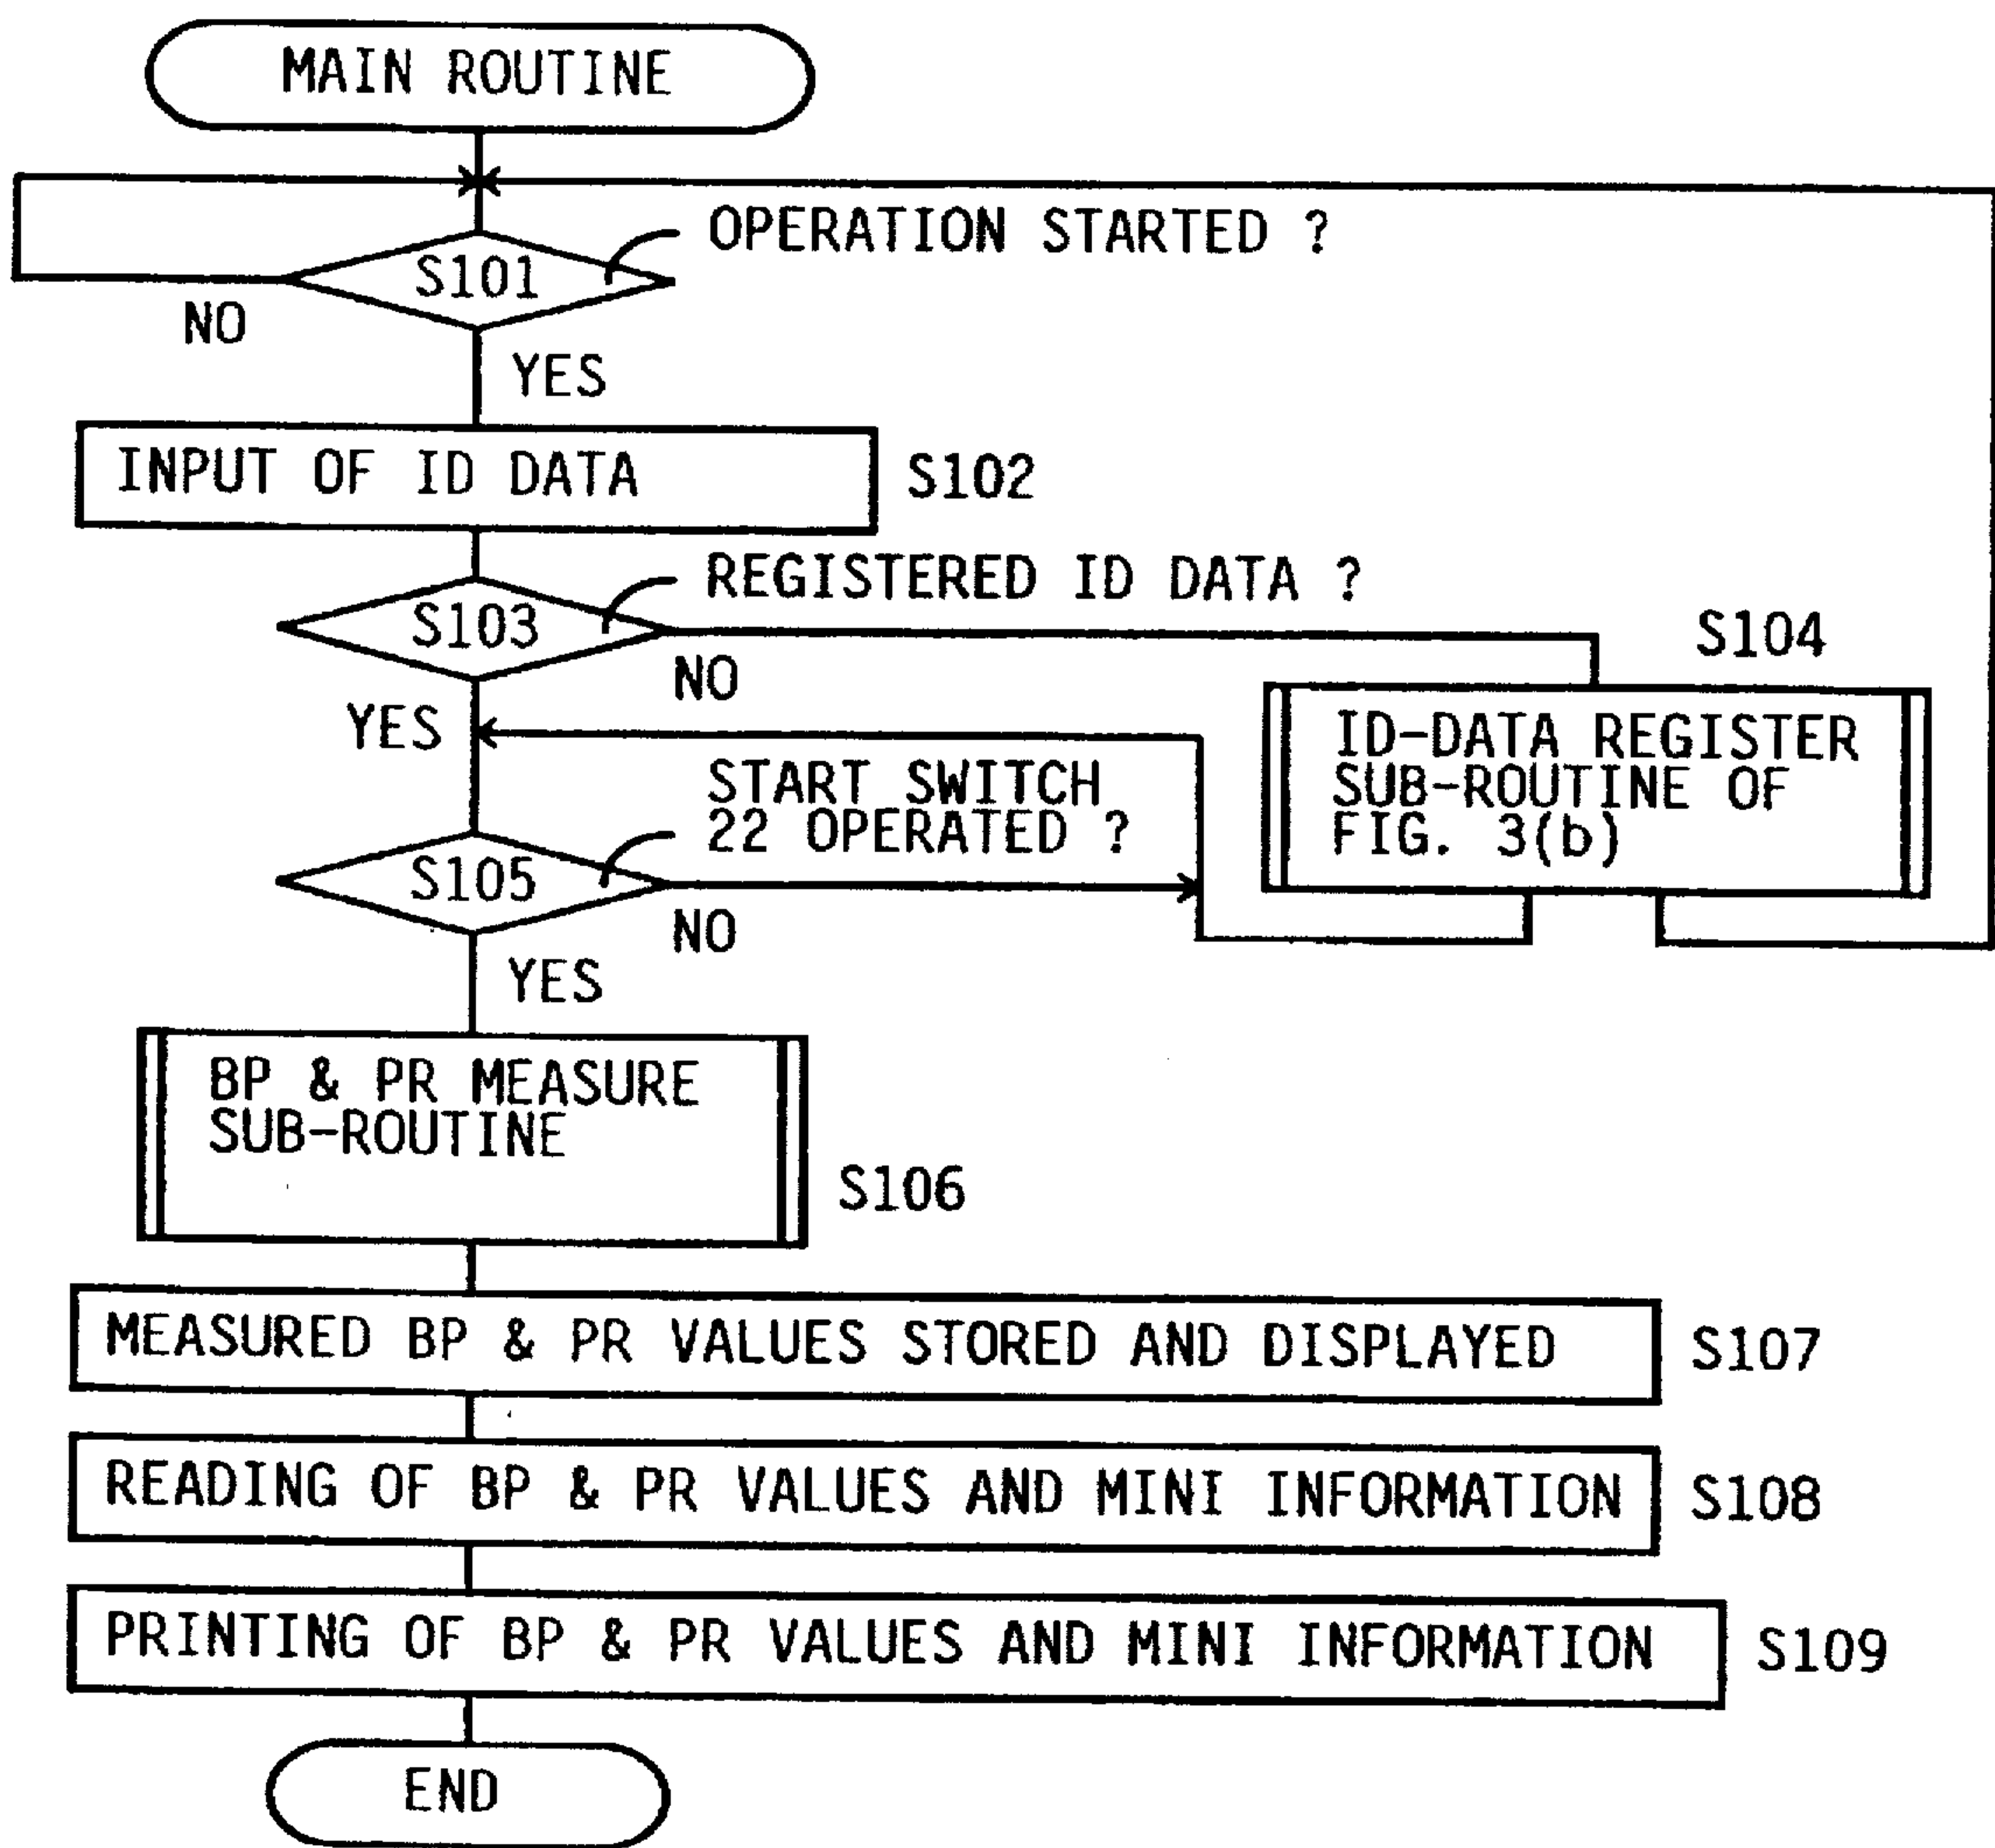 MAIN ROUTINE
OPERATION STARTED ?
S101
NO
YES
INPUT OF ID DATA
S102
REGISTERED ID DATA ?
S103
NO
YES
S104
ID-DATA REGISTER
SUB-ROUTINE OF
FIG. 3(b)
START SWITCH
22 OPERATED ?
S105
NO
YES
BP & PR MEASURE
SUB-ROUTINE
S106
MEASURED BP & PR VALUES STORED AND DISPLAYED
S107
READING OF BP & PR VALUES AND MINI INFORMATION
S108
PRINTING OF BP & PR VALUES AND MINI INFORMATION
S109
END